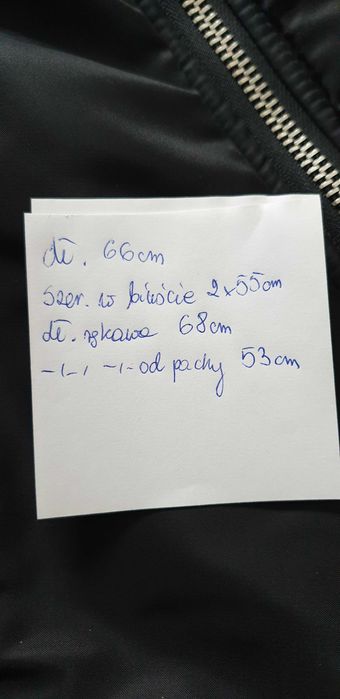 dł. 66cm
szer. w biuście 2x55cm
dł. rękawa 68cm
-ı-ı -ı- od pachy 53cm